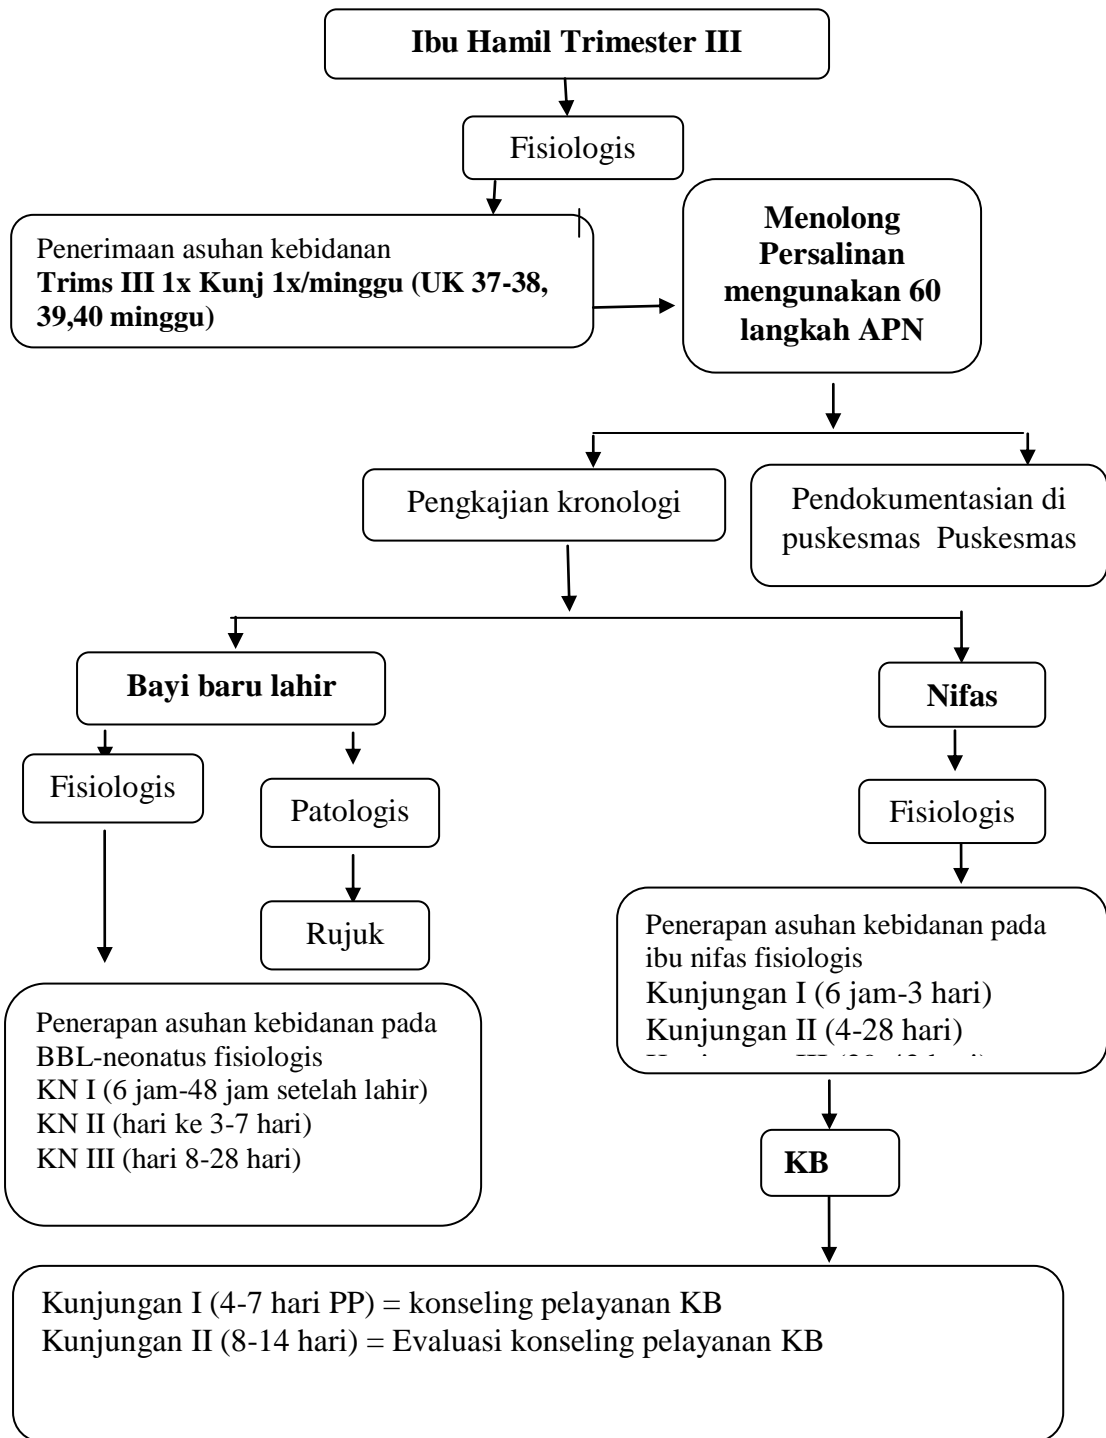 Ibu Hamil Trimester III
Fisiologis
Penerimaan asuhan kebidanan
Trims III 1x Kunj 1x/minggu (UK 37-38,
39,40 minggu)
Menolong
Persalinan
mengunakan 60
langkah APN
Pengkajian kronologi
Pendokumentasian di
puskesmas Puskesmas
Bayi baru lahir
Nifas
Fisiologis
Patologis
Fisiologis
Rujuk
Penerapan asuhan kebidanan pada
ibu nifas fisiologis
Kunjungan I (6 jam-3 hari)
Kunjungan II (4-28 hari)
Penerapan asuhan kebidanan pada
BBL-neonatus fisiologis
KN I (6 jam-48 jam setelah lahir)
KN II (hari ke 3-7 hari)
KN III (hari 8-28 hari)
KB
Kunjungan I (4-7 hari PP) = konseling pelayanan KB
Kunjungan II (8-14 hari) = Evaluasi konseling pelayanan KB